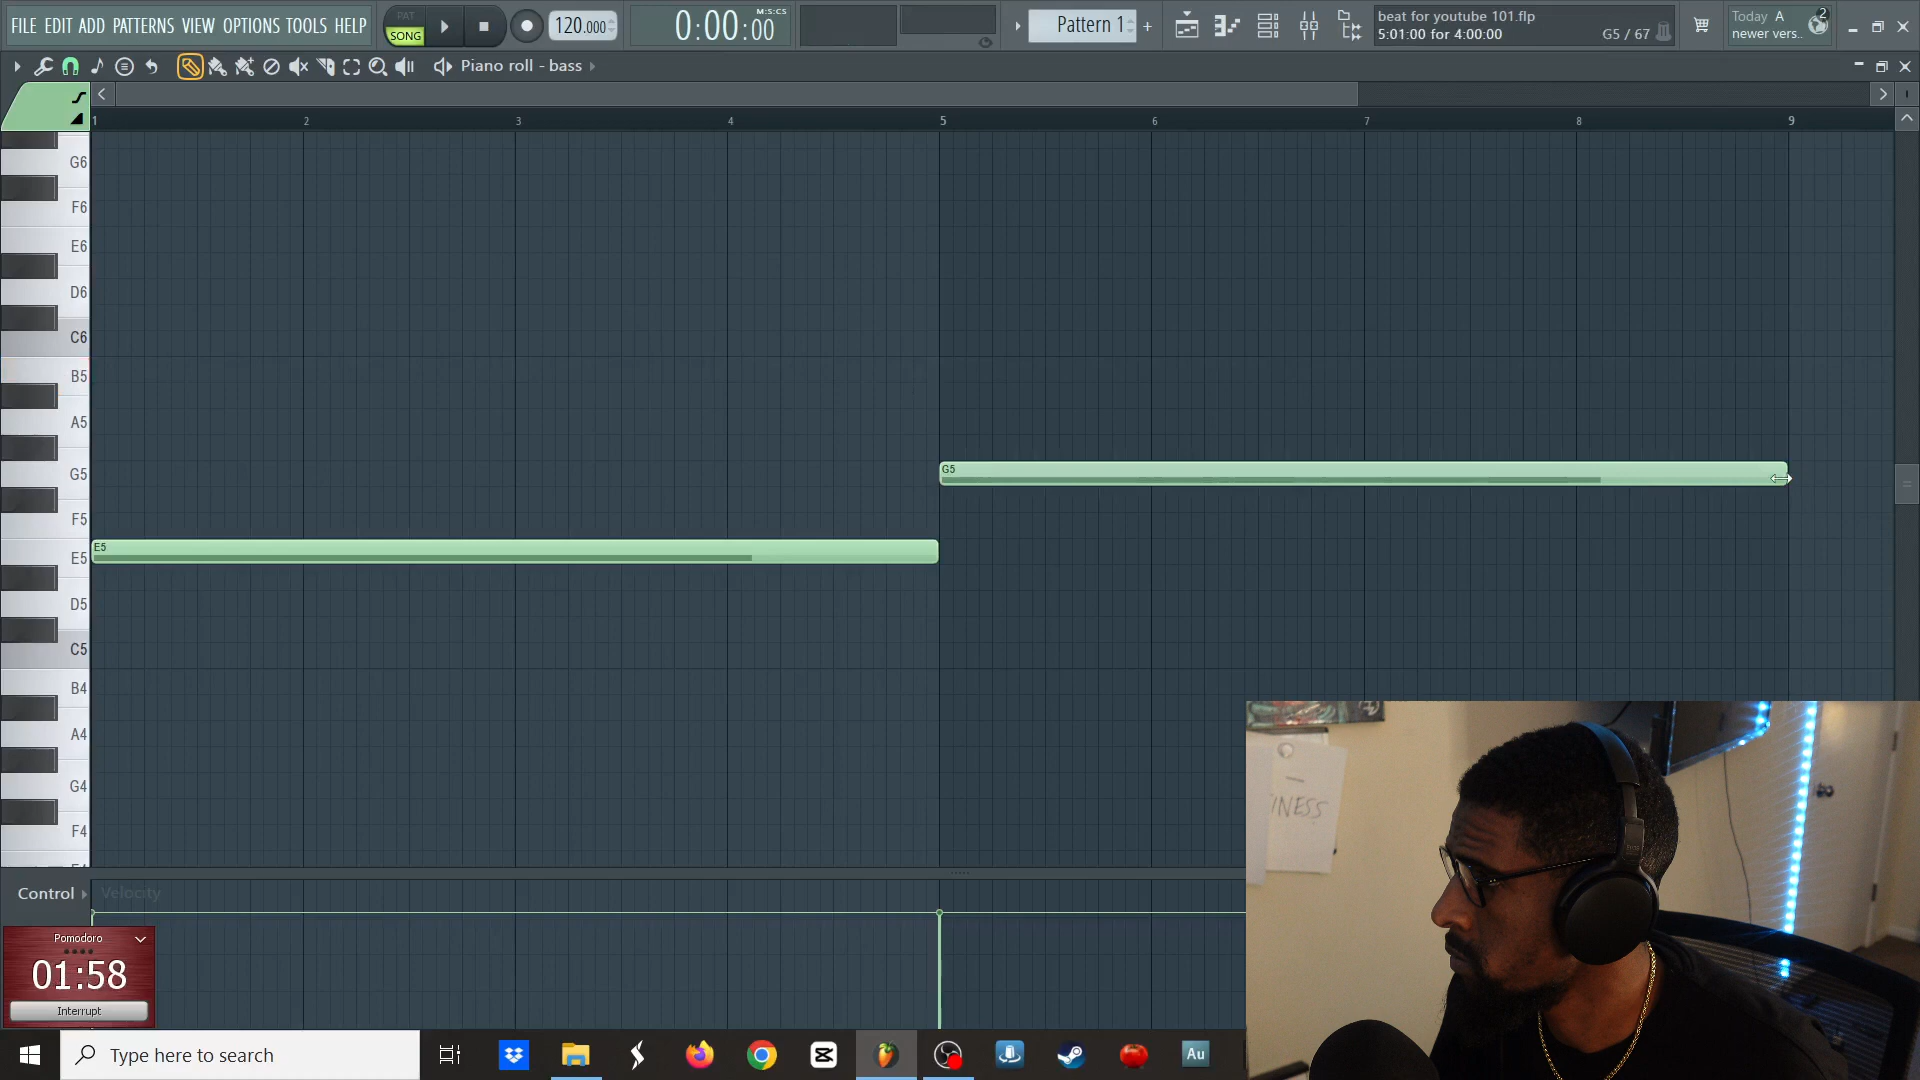 FILE EDIT ADD PATTERNS VIEW OPTIONS TOOLS HELP
PAT
SONG
120.000
M:S:CS
0:00:00
Pattern 1
beat for youtube 101.flp
5:01:00 for 4:00:00
G5 / 67
Today A
newer vers..
2
Piano roll - bass
1 2 3 4 5 6 7 8 9
G6
F6
E6
D6
C6
B5
A5
G5
G5
F5
E5
E5
D5
C5
B4
A4
G4
F4
Control
Velocity
Pomodoro
01:58
Interrupt
INESS
Type here to search
Au